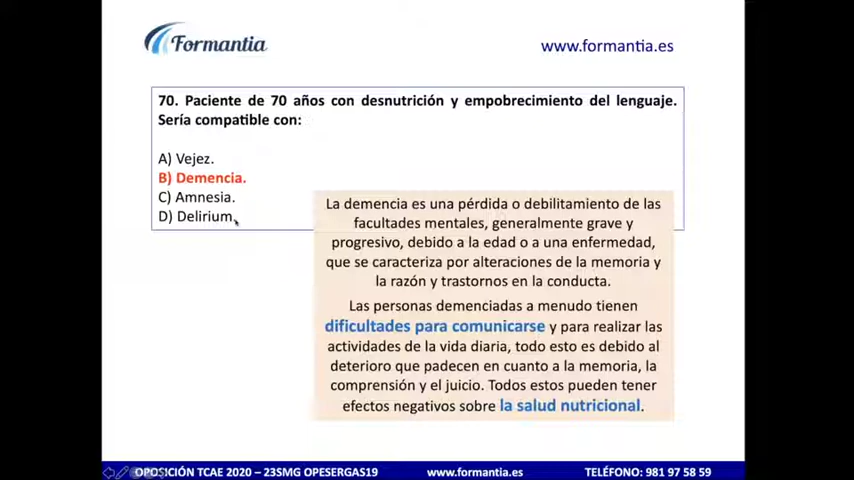 Formantia
www.formantia.es
70. Paciente de 70 años con desnutrición y empobrecimiento del lenguaje.
Sería compatible con:
A) Vejez.
B) Demencia.
C) Amnesia.
D) Delirium.
La demencia es una pérdida o debilitamiento de las
facultades mentales, generalmente grave y
progresivo, debido a la edad o a una enfermedad,
que se caracteriza por alteraciones de la memoria y
la razón y trastornos en la conducta.
Las personas demenciadas a menudo tienen
dificultades para comunicarse y para realizar las
actividades de la vida diaria, todo esto es debido al
deterioro que padecen en cuanto a la memoria, la
comprensión y el juicio. Todos estos pueden tener
efectos negativos sobre la salud nutricional.
OPOSICIÓN TCAE 2020 – 23SMG OPESERGAS19 www.formantia.es TELÉFONO: 981 97 58 59